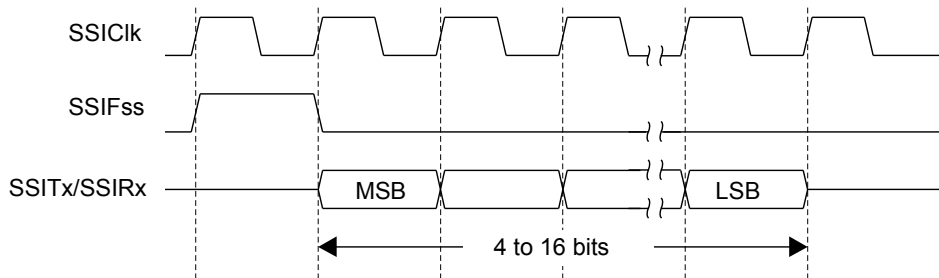 SSIClk
SSIFss
SSITx/SSIRx
MSB
LSB
4 to 16 bits